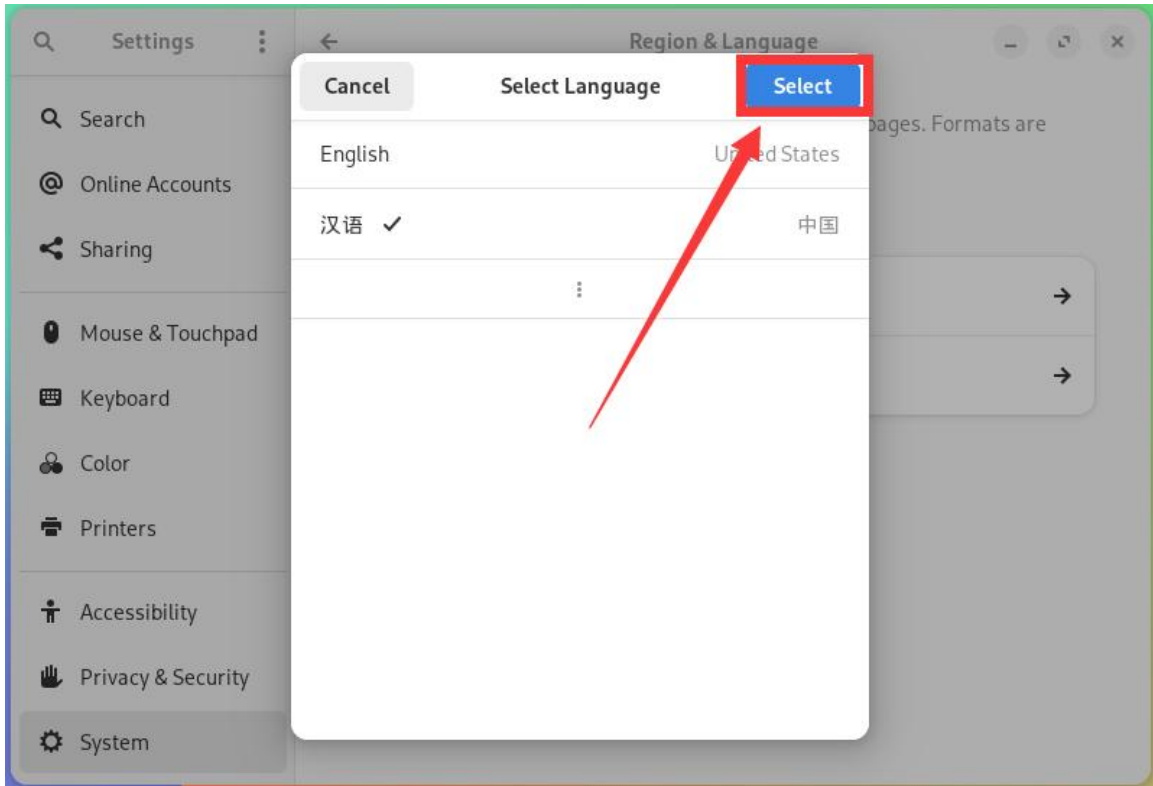 Settings
Region & Language
Search
Online Accounts
Sharing
Mouse & Touchpad
Keyboard
Color
Printers
Accessibility
Privacy & Security
System
Cancel
Select Language
Select
English
United States
汉语
中国
pages. Formats are